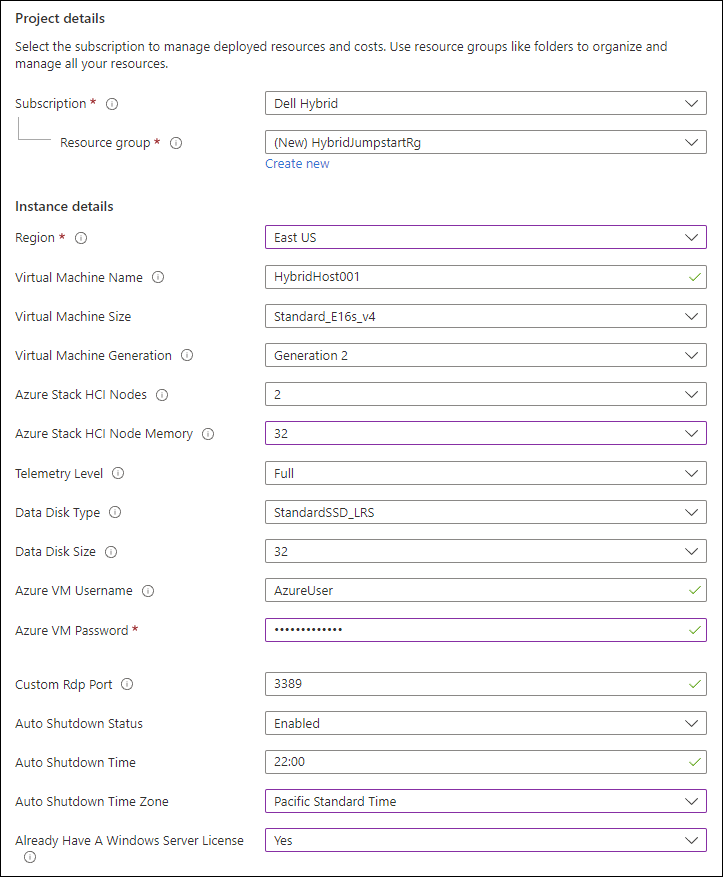 Project details
Select the subscription to manage deployed resources and costs. Use resource groups like folders to organize and
manage all your resources.
Subscription * Dell Hybrid
Resource group * (New) HybridJumpstartRg
Create new
Instance details
Region * East US
Virtual Machine Name HybridHost001
Virtual Machine Size Standard_E16s_v4
Virtual Machine Generation Generation 2
Azure Stack HCI Nodes 2
Azure Stack HCI Node Memory 32
Telemetry Level Full
Data Disk Type StandardSSD_LRS
Data Disk Size 32
Azure VM Username AzureUser
Azure VM Password * •••••••••••••
Custom Rdp Port 3389
Auto Shutdown Status Enabled
Auto Shutdown Time 22:00
Auto Shutdown Time Zone Pacific Standard Time
Already Have A Windows Server License Yes